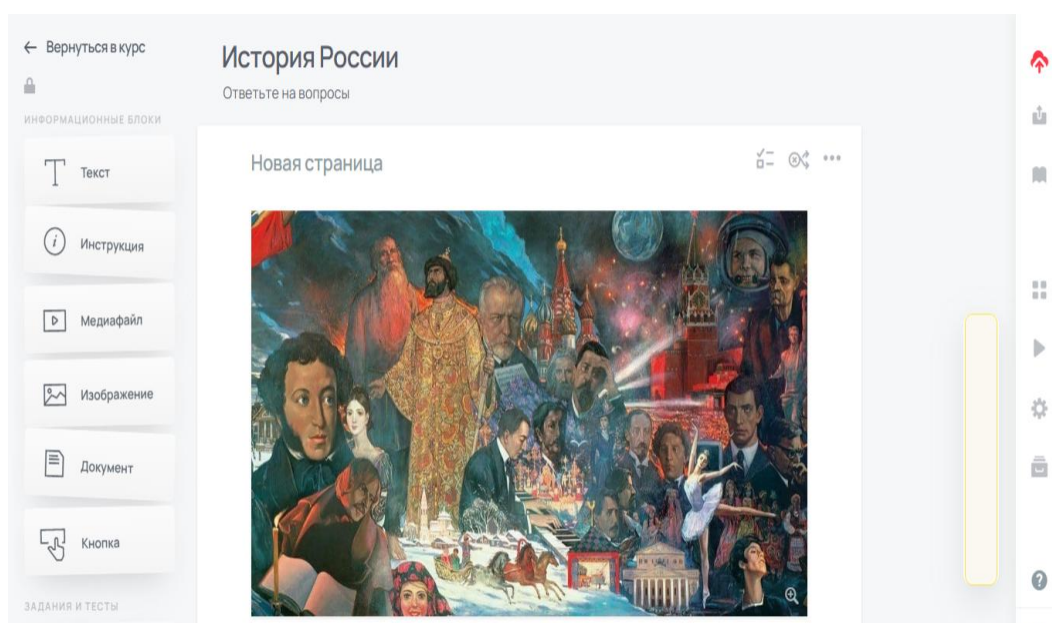 Вернуться в курс
ИНФОРМАЦИОННЫЕ БЛОКИ
Текст
Инструкция
Медиафайл
Изображение
Документ
Кнопка
ЗАДАНИЯ И ТЕСТЫ
История России
Ответьте на вопросы
Новая страница